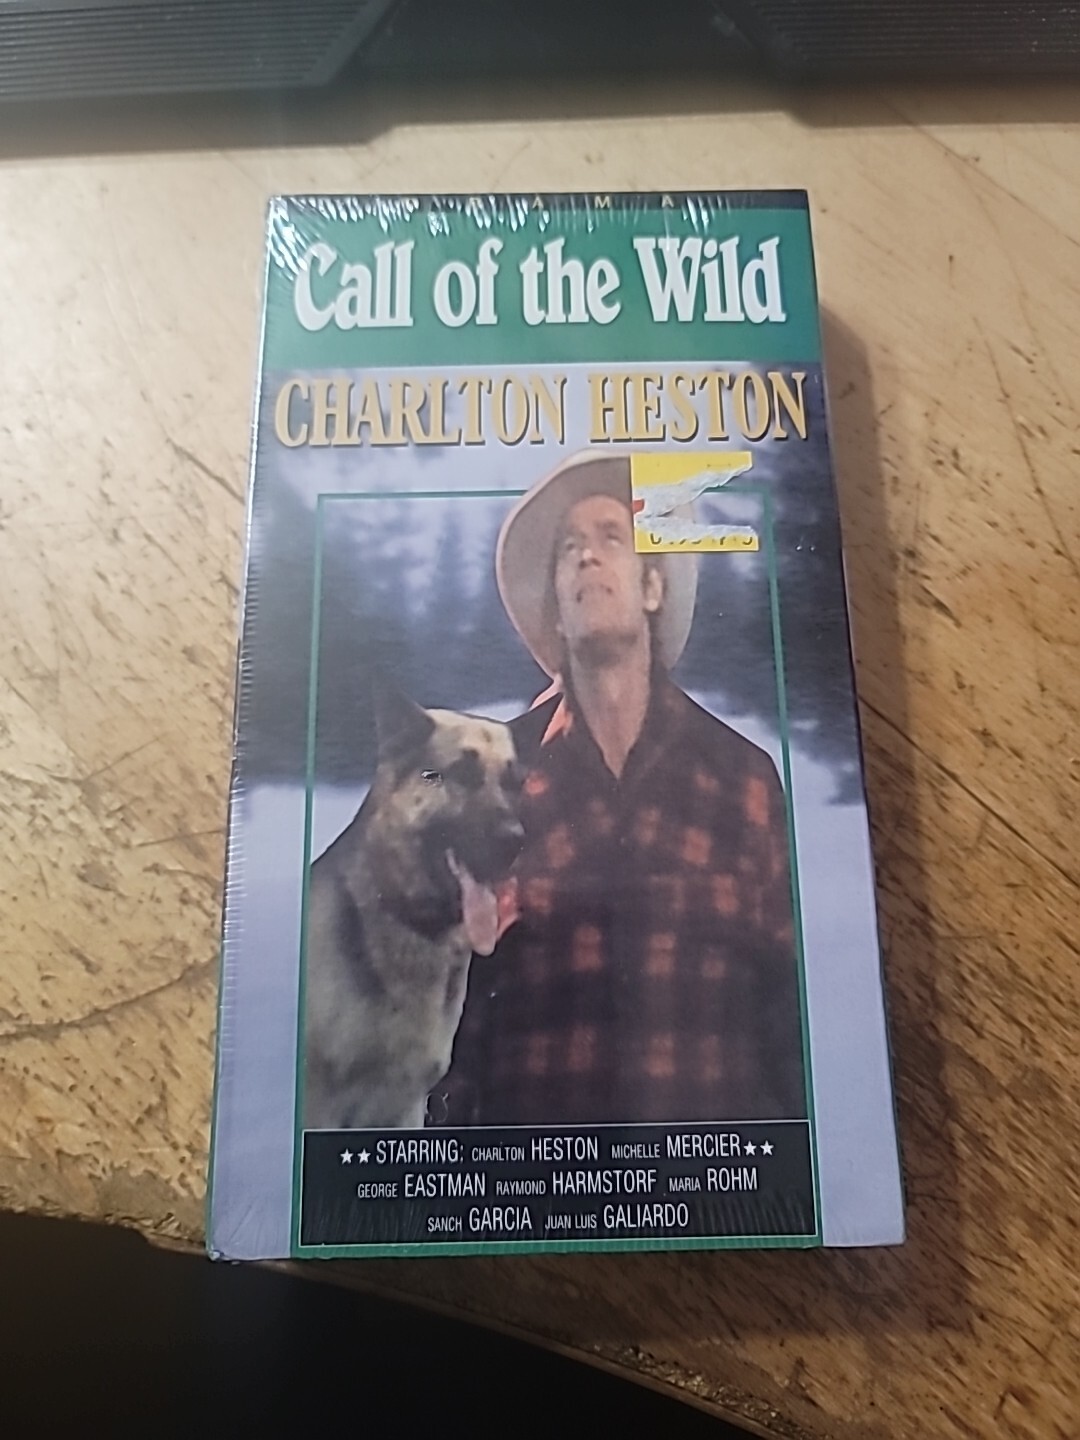 DRAMA
Call of the Wild
CHARLTON HESTON
★★ STARRING: CHARLTON HESTON MICHELLE MERCIER ★★
GEORGE EASTMAN RAYMOND HARMSTORF MARIA ROHM
SANCH GARCIA JUAN LUIS GALIARDO